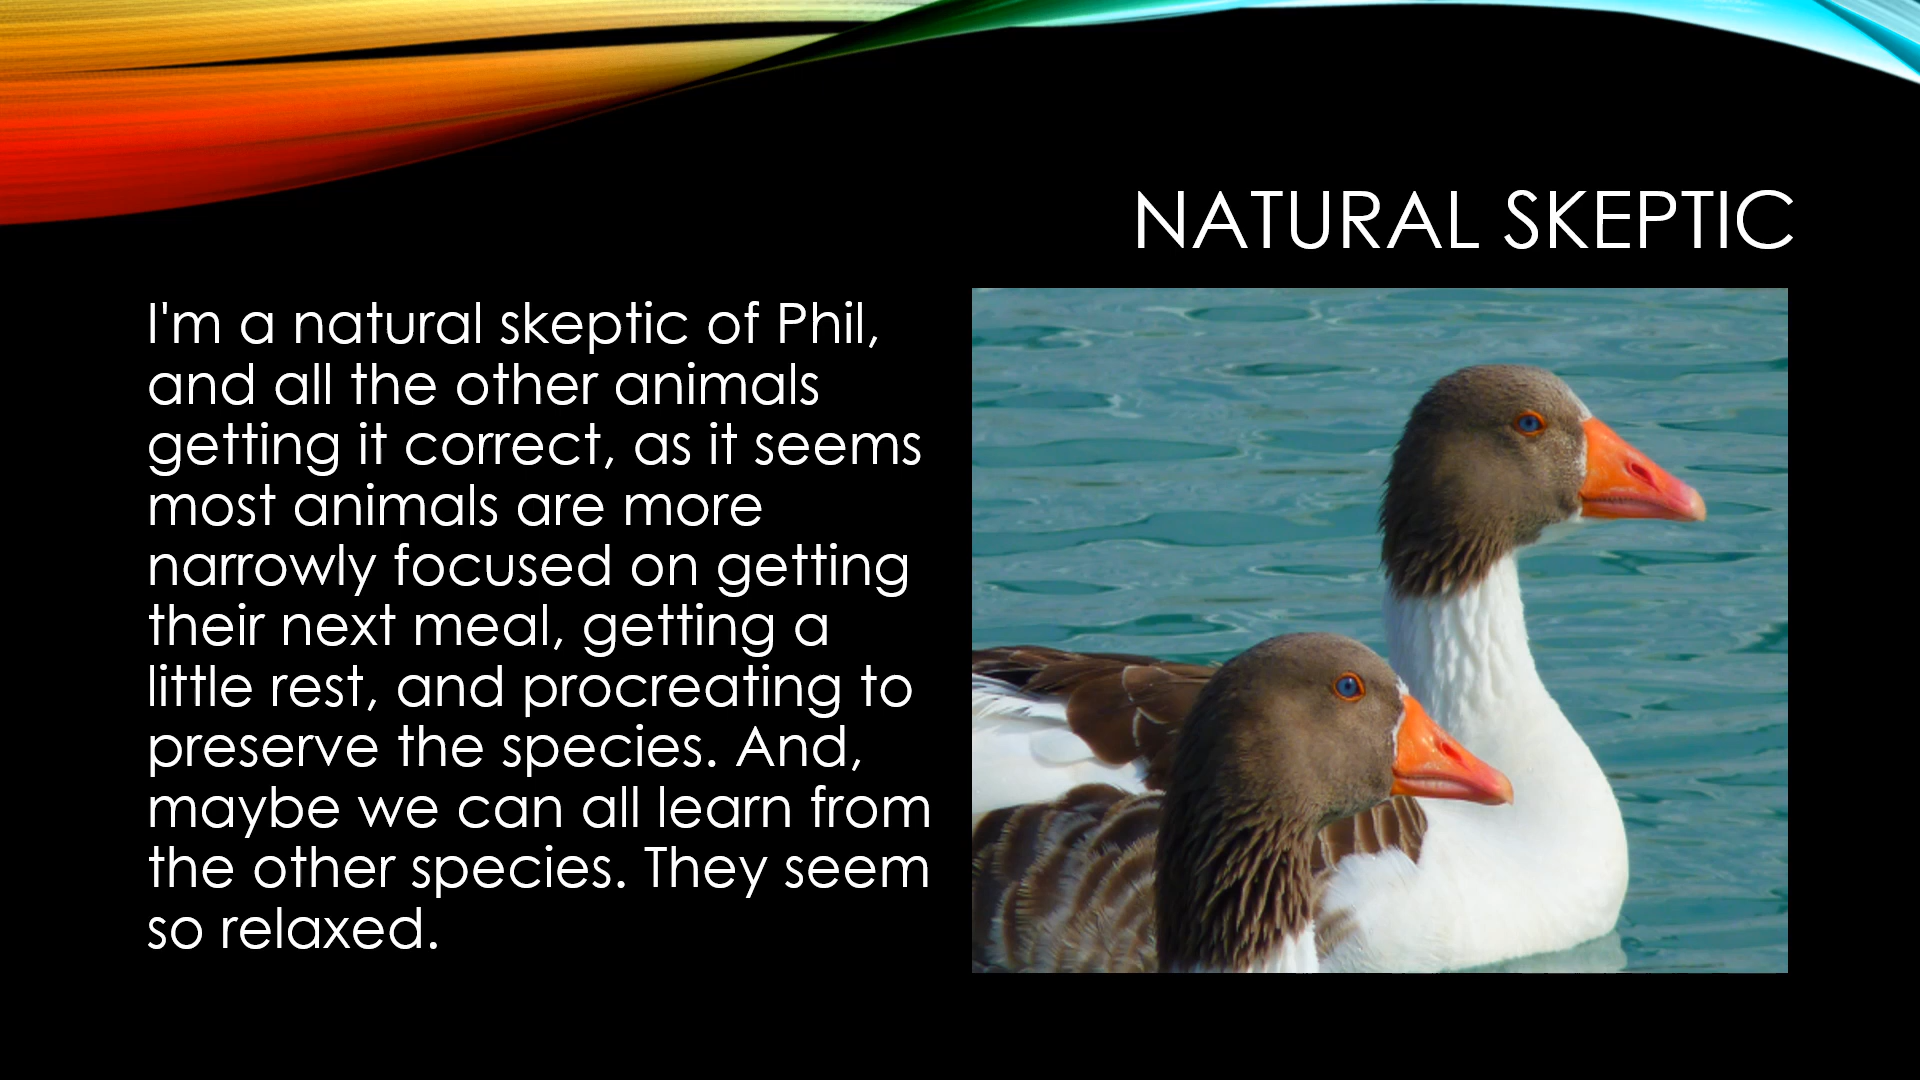 NATURAL SKEPTIC
I'm a natural skeptic of Phil,
and all the other animals
getting it correct, as it seems
most animals are more
narrowly focused on getting
their next meal, getting a
little rest, and procreating to
preserve the species. And,
maybe we can all learn from
the other species. They seem
so relaxed.